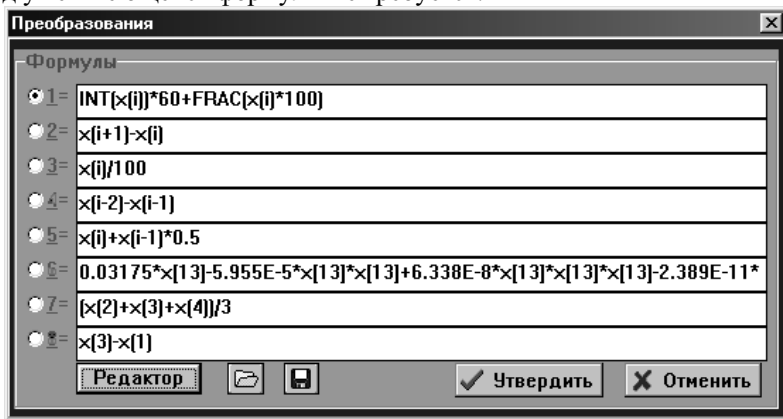 Преобразования
Формулы
1= INT(x(i))*60+FRAC(x(i)*100)
2= x(i+1)-x(i)
3= x(i)/100
4= x(i-2)-x(i-1)
5= x(i)+x(i-1)*0.5
6= 0.03175*x[13]-5.955E-5*x[13]*x[13]+6.338E-8*x[13]*x[13]*x[13]-2.389E-11*
7= (x(2)+x(3)+x(4))/3
8= x(3)-x(1)
Редактор Утвердить Отменить